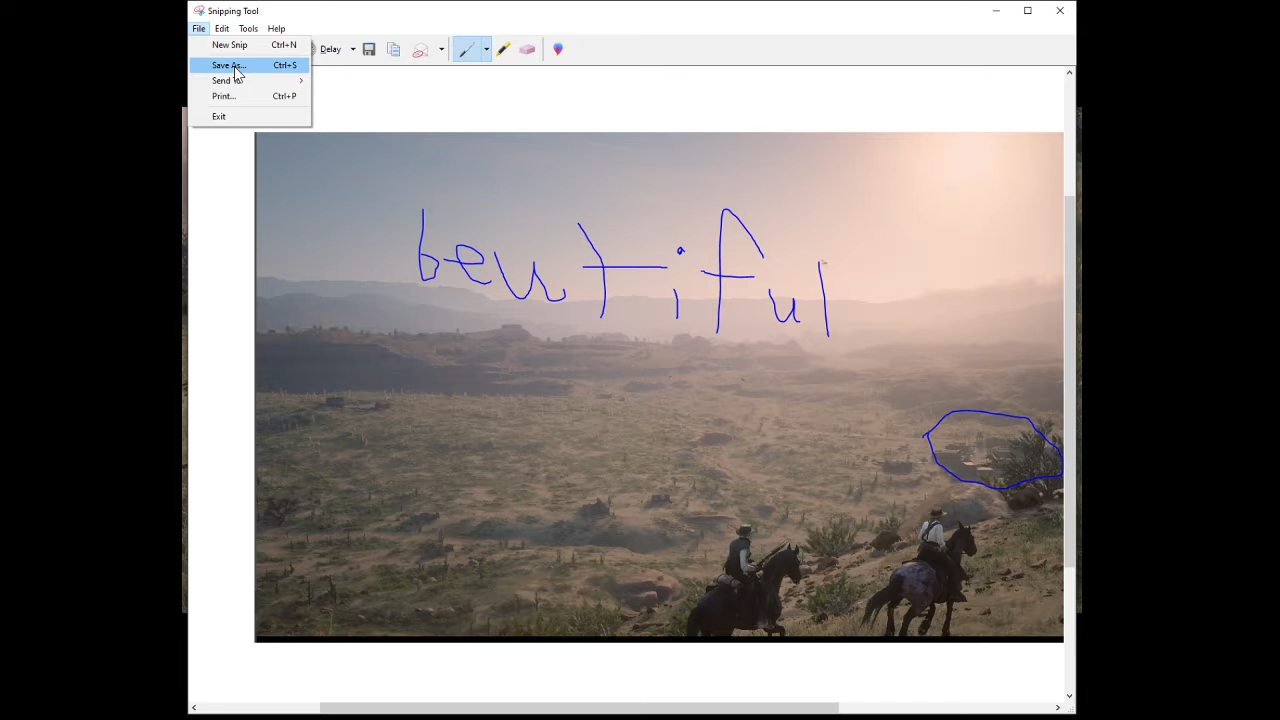 Snipping Tool
File Edit Tools Help
New Snip Ctrl+N
Delay
Save As... Ctrl+S
Send To
Print... Ctrl+P
Exit
beutiful